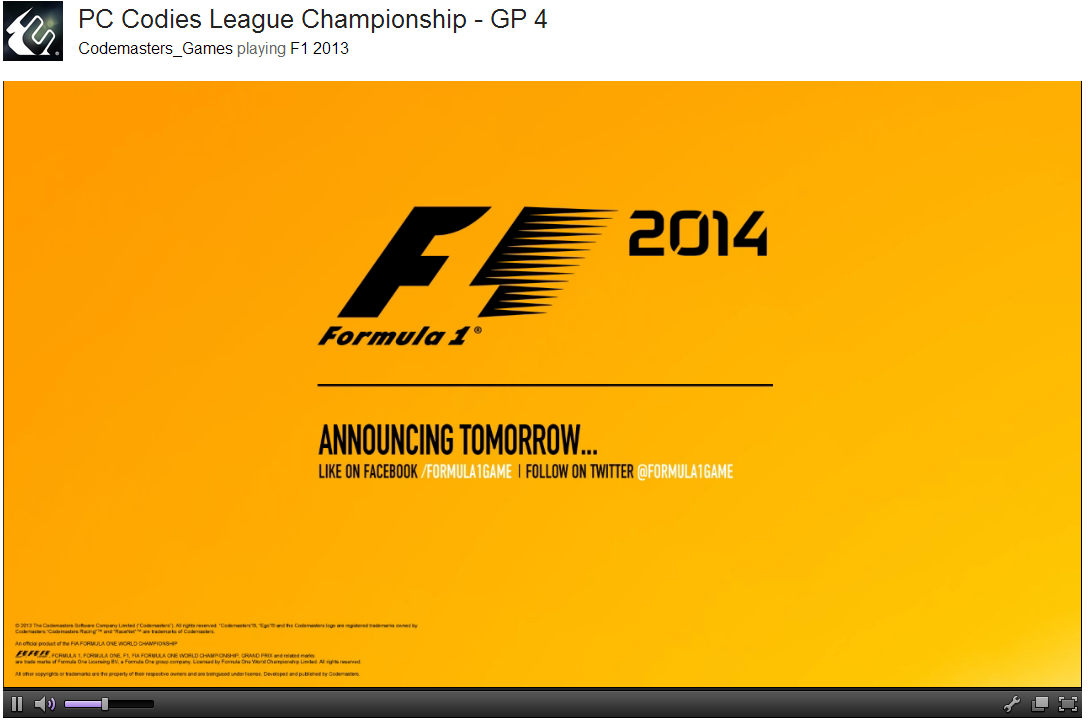 PC Codies League Championship - GP 4
Codemasters_Games playing F1 2013
F1 2014
Formula 1®
ANNOUNCING TOMORROW...
LIKE ON FACEBOOK /FORMULA1GAME | FOLLOW ON TWITTER @FORMULA1GAME
© 2013 The Codemasters Software Company Limited ("Codemasters"). All rights reserved. "Codemasters"®, "Ego"® and the Codemasters logo are registered trademarks owned by
Codemasters. "Codemasters Racing"™ and "RaceNet"™ are trademarks of Codemasters.
An official product of the FIA FORMULA ONE WORLD CHAMPIONSHIP
FORMULA 1, FORMULA ONE, F1, FIA FORMULA ONE WORLD CHAMPIONSHIP, GRAND PRIX and related marks
are trade marks of Formula One Licensing BV, a Formula One group company. Licensed by Formula One World Championship Limited. All rights reserved.
All other copyrights or trademarks are the property of their respective owners and are being used under license. Developed and published by Codemasters.